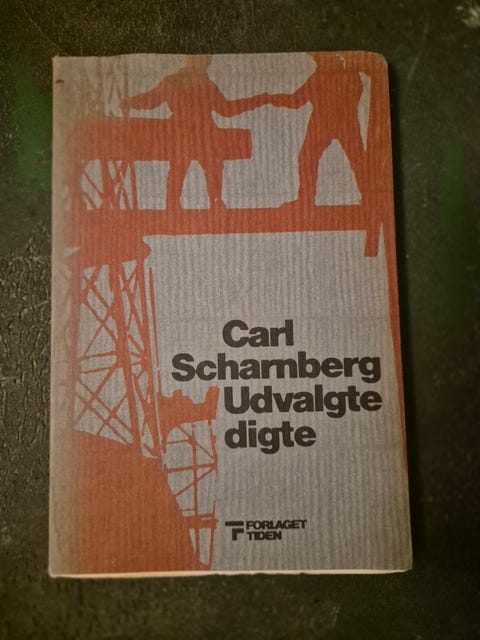 Carl
Scharnberg
Udvalgte
digte
FORLAGET
TIDEN